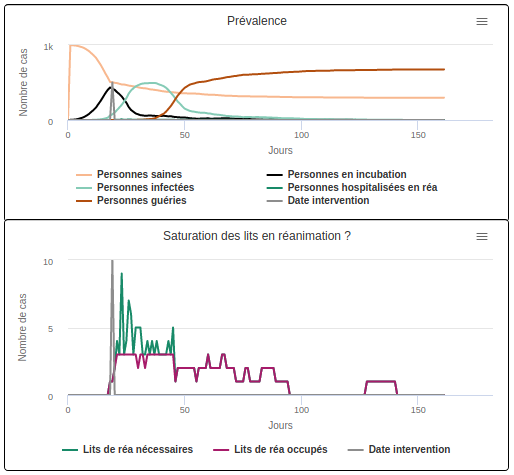 Prévalence
Nombre de cas
1k
0
0
50
100
150
Jours
Personnes saines
Personnes en incubation
Personnes infectées
Personnes hospitalisées en réa
Personnes guéries
Date intervention
Saturation des lits en réanimation ?
Nombre de cas
10
5
0
0
50
100
150
Jours
Lits de réa nécessaires
Lits de réa occupés
Date intervention